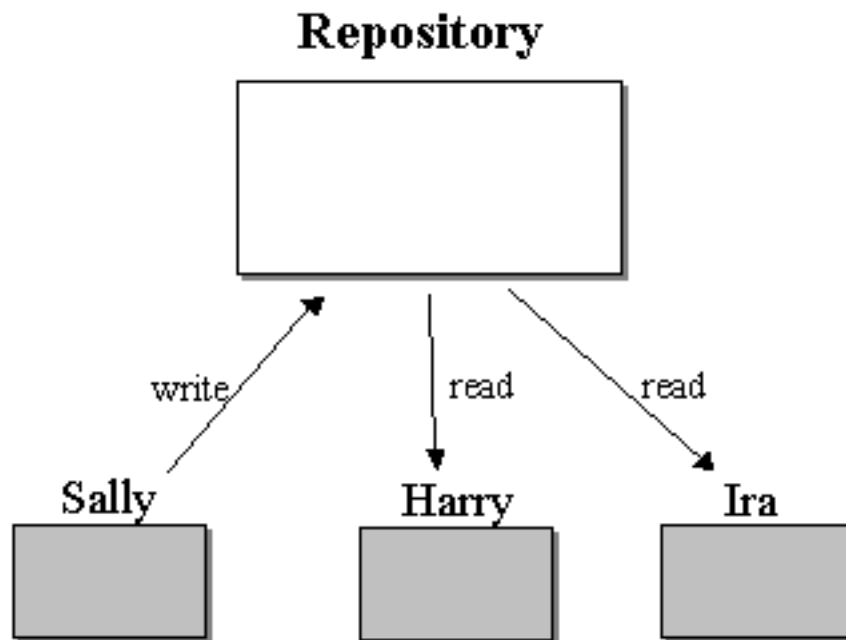 Repository
write
read
read
Sally
Harry
Ira